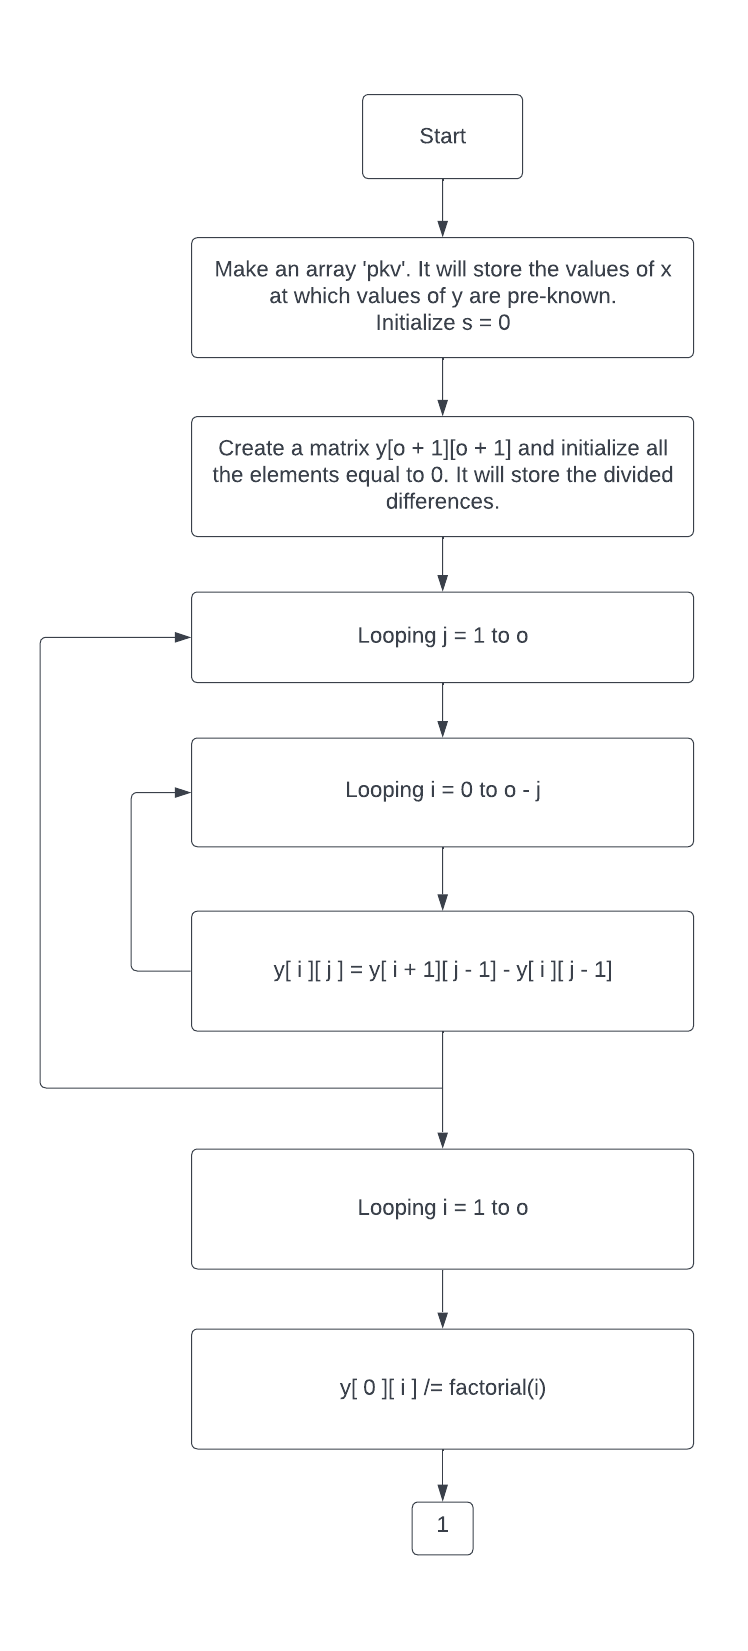 Start
Make an array 'pkv'. It will store the values of x
at which values of y are pre-known.
Initialize s = 0
Create a matrix y[o + 1][o + 1] and initialize all
the elements equal to 0. It will store the divided
differences.
Looping j = 1 to o
Looping i = 0 to o - j
y[ i ][ j ] = y[ i + 1][ j - 1] - y[ i ][ j - 1]
Looping i = 1 to o
y[ 0 ][ i ] /= factorial(i)
1